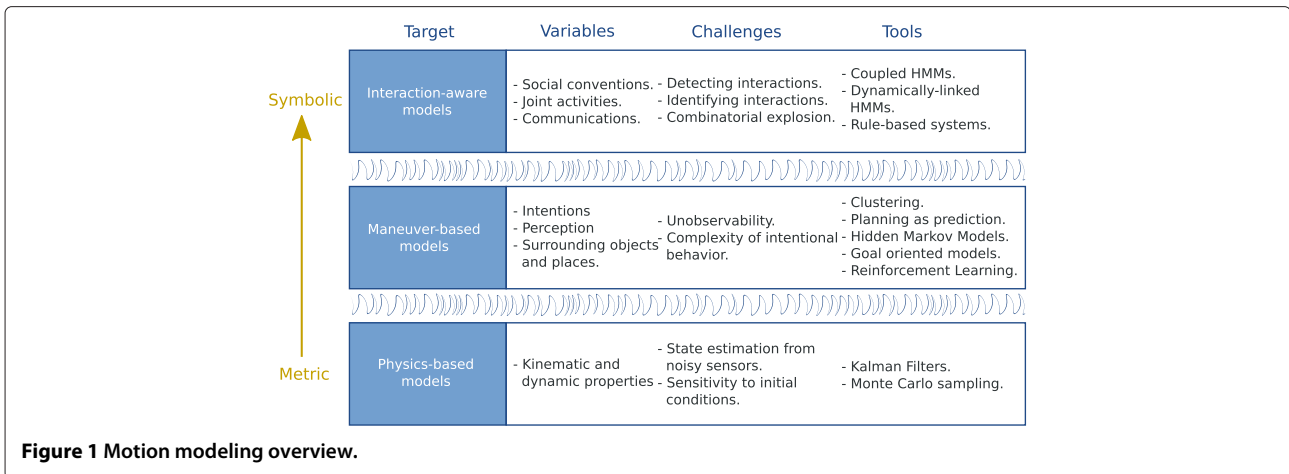 Target Variables Challenges Tools
Symbolic
Interaction-aware
models
- Social conventions.
- Joint activities.
- Communications.
- Detecting interactions.
- Identifying interactions.
- Combinatorial explosion.
- Coupled HMMs.
- Dynamically-linked
HMMs.
- Rule-based systems.
Maneuver-based
models
- Intentions
- Perception
- Surrounding objects
and places.
- Unobservability.
- Complexity of intentional
behavior.
- Clustering.
- Planning as prediction.
- Hidden Markov Models.
- Goal oriented models.
- Reinforcement Learning.
Metric
Physics-based
models
- Kinematic and
dynamic properties
- State estimation from
noisy sensors.
- Sensitivity to initial
conditions.
- Kalman Filters.
- Monte Carlo sampling.
Figure 1 Motion modeling overview.